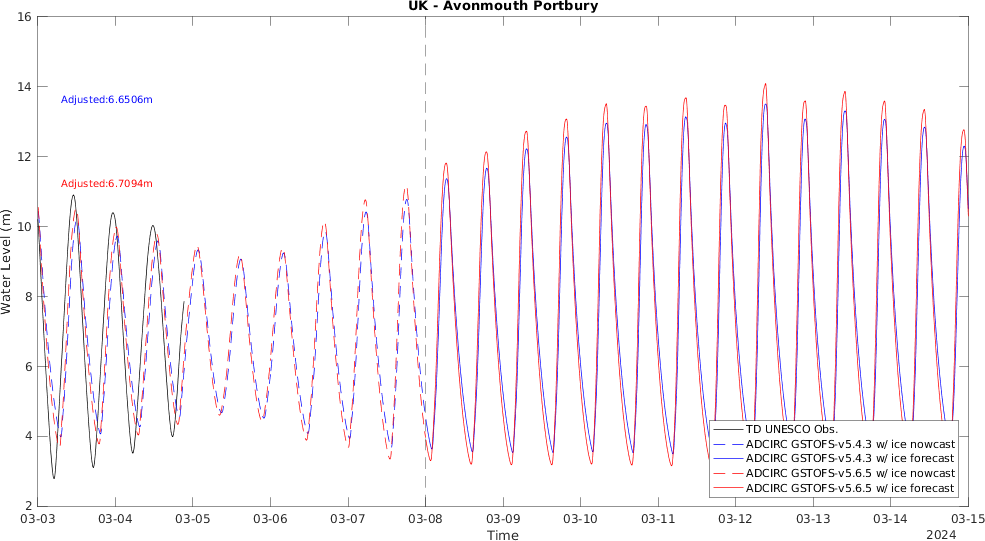 UK - Avonmouth Portbury
16
14
12
10
8
6
4
2
Water Level (m)
Adjusted:6.6506m
Adjusted:6.7094m
TD UNESCO Obs.
ADCIRC GSTOFS-v5.4.3 w/ ice nowcast
ADCIRC GSTOFS-v5.4.3 w/ ice forecast
ADCIRC GSTOFS-v5.6.5 w/ ice nowcast
ADCIRC GSTOFS-v5.6.5 w/ ice forecast
03-03 03-04 03-05 03-06 03-07 03-08 03-09 03-10 03-11 03-12 03-13 03-14 03-15
Time
2024